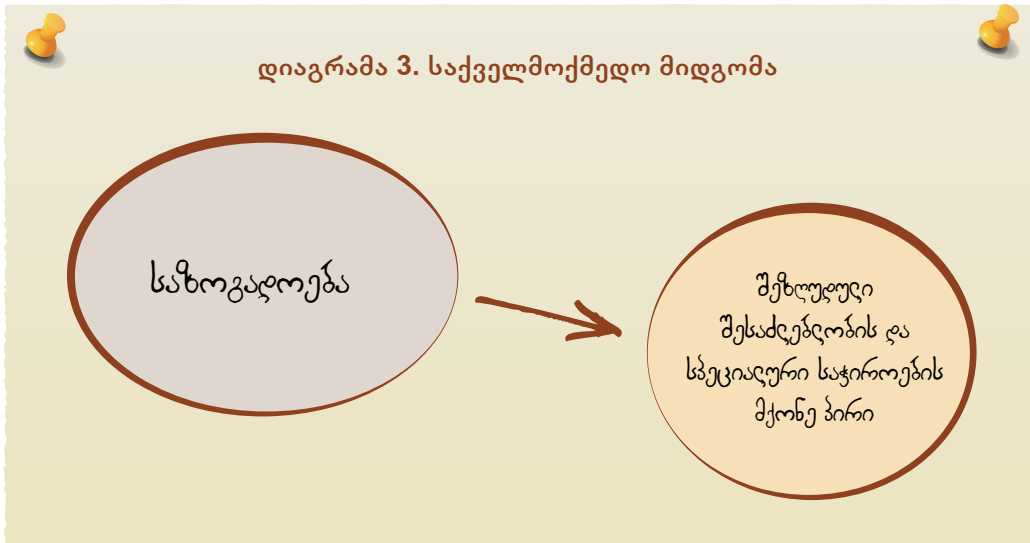 დიაგრამა 3. საქველმოქმედო მიდგომა
საზოგადოება
შეზღუდული
შესაძლებლობის და
სპეციალური საჭიროების
მქონე პირი